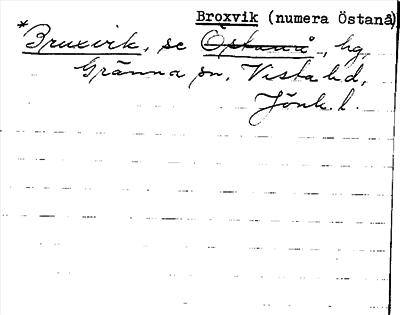 Broxvik (numera Östanå)
*Bruxvik, se Östanå, hg,
Gränna sn, Vista hd,
Jönk. l.